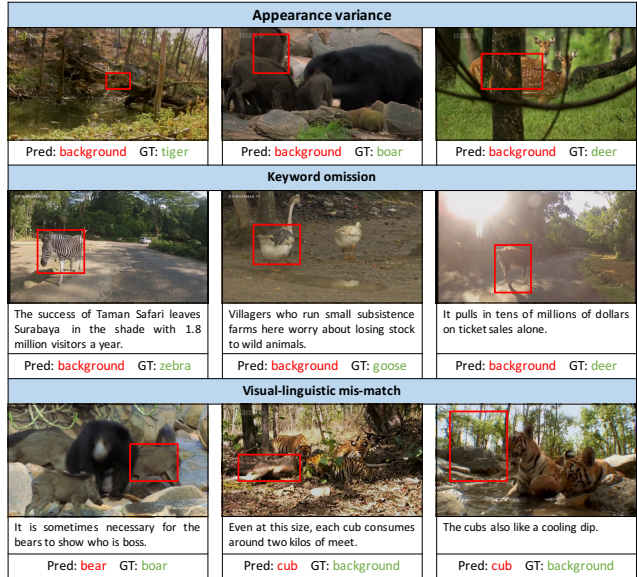 Appearance variance
Pred: background GT: tiger
Pred: background GT: boar
Pred: background GT: deer
Keyword omission
The success of Taman Safari leaves
Surabaya in the shade with 1.8
million visitors a year.
Villagers who run small subsistence
farms here worry about losing stock
to wild animals.
It pulls in tens of millions of dollars
on ticket sales alone.
Pred: background GT: zebra
Pred: background GT: goose
Pred: background GT: deer
Visual-linguistic mis-match
It is sometimes necessary for the
bears to show who is boss.
Even at this size, each cub consumes
around two kilos of meet.
The cubs also like a cooling dip.
Pred: bear GT: boar
Pred: cub GT: background
Pred: cub GT: background